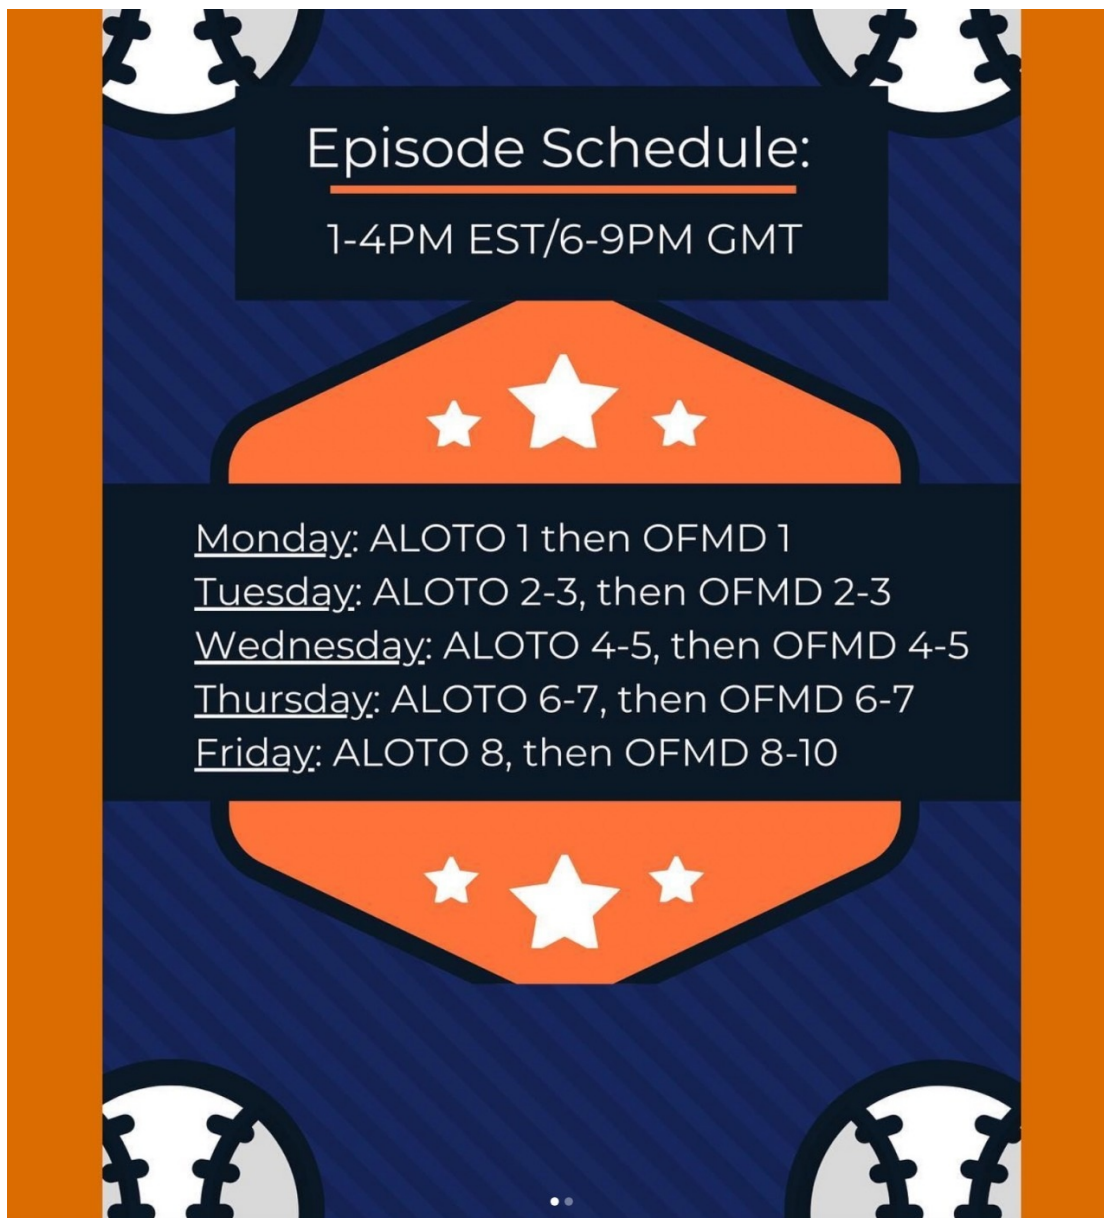 Episode Schedule:
1-4PM EST/6-9PM GMT
Monday: ALOTO 1 then OFMD 1
Tuesday: ALOTO 2-3, then OFMD 2-3
Wednesday: ALOTO 4-5, then OFMD 4-5
Thursday: ALOTO 6-7, then OFMD 6-7
Friday: ALOTO 8, then OFMD 8-10